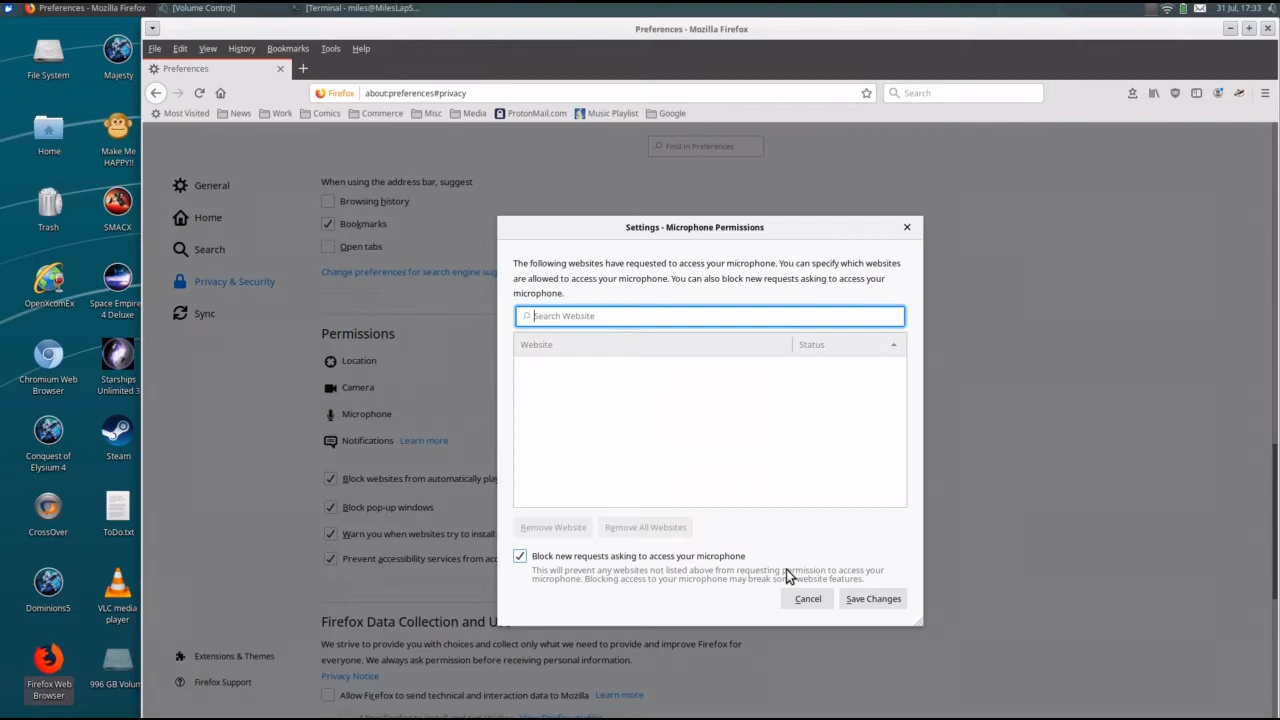 Preferences - Mozilla Firefox
[Volume Control]
[Terminal - miles@MilesLapS...
31 Jul, 17:33
Preferences - Mozilla Firefox
File Edit View History Bookmarks Tools Help
Preferences
Firefox about:preferences#privacy
Search
Most Visited News Work Comics Commerce Misc Media ProtonMail.com Music Playlist Google
Find in Preferences
File System
Majesty
Home
Make Me
HAPPY!!
Trash
SMACX
OpenXcomEx
Space Empire
4 Deluxe
Chromium Web
Browser
Starships
Unlimited 3
Conquest of
Elysium 4
Steam
CrossOver
ToDo.txt
Dominions5
VLC media
player
Firefox Web
Browser
996 GB Volum
General
Home
Search
Privacy & Security
Sync
Extensions & Themes
Firefox Support
When using the address bar, suggest
Browsing history
Bookmarks
Open tabs
Change preferences for search engine sug
Permissions
Location
Camera
Microphone
Notifications Learn more
Block websites from automatically pla
Block pop-up windows
Warn you when websites try to install
Prevent accessibility services from acc
Firefox Data Collection and Us
We strive to provide you with choices and collect only what we need to provide and improve Firefox for
everyone. We always ask permission before receiving personal information.
Privacy Notice
Allow Firefox to send technical and interaction data to Mozilla Learn more
Settings - Microphone Permissions
The following websites have requested to access your microphone. You can specify which websites
are allowed to access your microphone. You can also block new requests asking to access your
microphone.
Search Website
Website Status
Remove Website Remove All Websites
Block new requests asking to access your microphone
This will prevent any websites not listed above from requesting permission to access your
microphone. Blocking access to your microphone may break some website features.
Cancel Save Changes